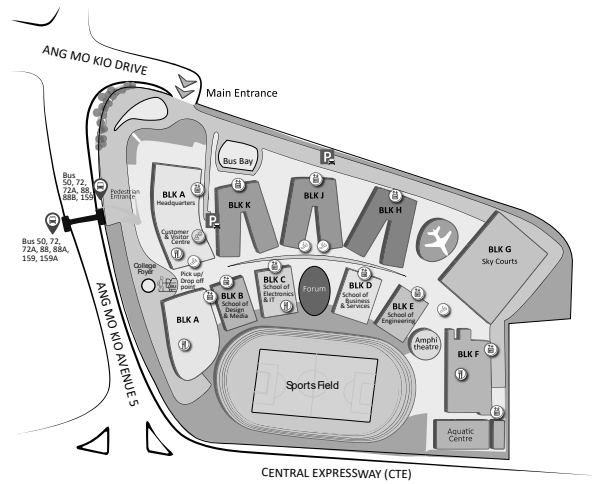 ANG MO KIO DRIVE
Main Entrance
Bus Bay
P
Bus
50, 72,
72A, 88,
88B, 159
Pedestrian
Entrance
BLK A
Headquarters
BLK K
BLK J
BLK H
P
Customer
& Visitor
Centre
Bus 50, 72,
72A, 88, 88A,
159, 159A
BLK G
Sky Courts
College
Foyer
Pick up/
Drop off
point
BLK B
School of
Design
& Media
BLK C
School of
Electronics
& IT
Forum
BLK D
School of
Business
& Services
BLK E
School of
Engineering
BLK A
Amphi
theatre
BLK F
Sports Field
ANG MO KIO AVENUE 5
Aquatic
Centre
CENTRAL EXPRESSWAY (CTE)